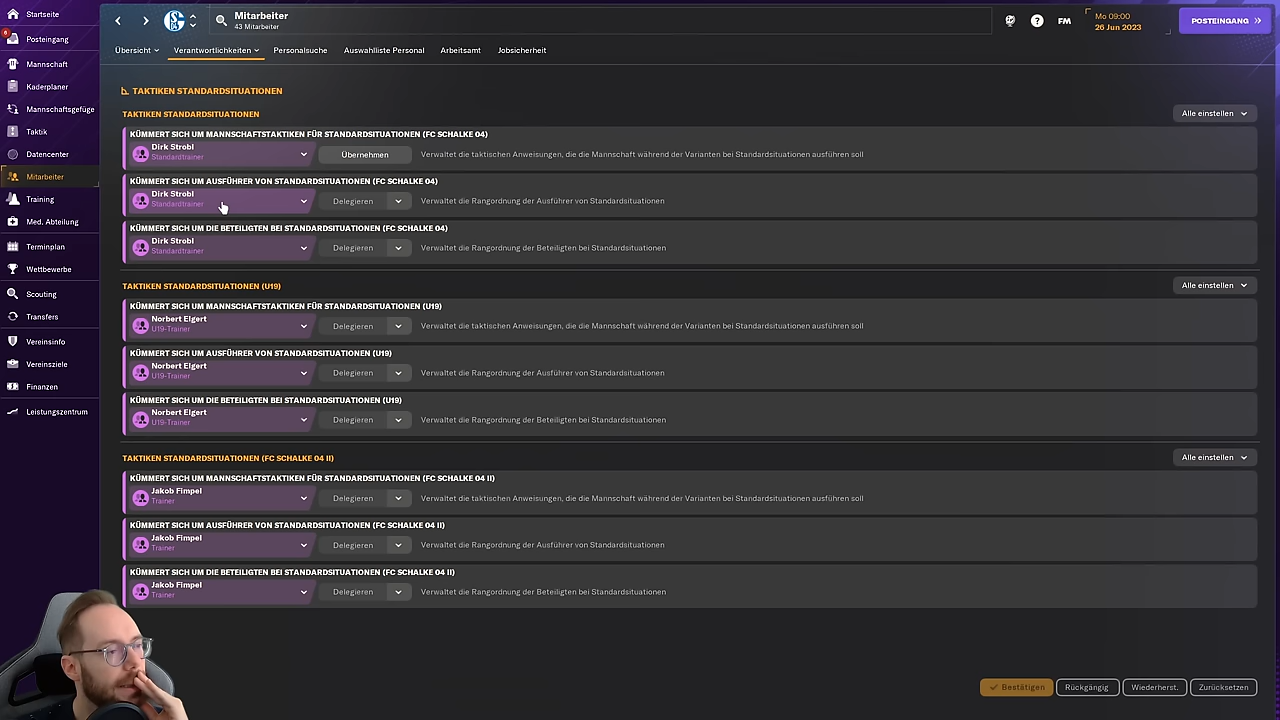 Startseite
6
Posteingang
Mannschaft
Kaderplaner
Mannschaftsgefüge
Taktik
Datencenter
Mitarbeiter
Training
Med. Abteilung
Terminplan
Wettbewerbe
Scouting
Transfers
Vereinsinfo
Vereinsziele
Finanzen
Leistungszentrum
Mitarbeiter
43 Mitarbeiter
?
FM
Mo 09:00
26 Jun 2023
POSTEINGANG
Übersicht
Verantwortlichkeiten
Personalsuche
Auswahlliste Personal
Arbeitsamt
Jobsicherheit
TAKTIKEN STANDARDSITUATIONEN
TAKTIKEN STANDARDSITUATIONEN
Alle einstellen
KÜMMERT SICH UM MANNSCHAFTSTAKTIKEN FÜR STANDARDSITUATIONEN (FC SCHALKE 04)
Dirk Strobl
Standardtrainer
Übernehmen
Verwaltet die taktischen Anweisungen, die die Mannschaft während der Varianten bei Standardsituationen ausführen soll
KÜMMERT SICH UM AUSFÜHRER VON STANDARDSITUATIONEN (FC SCHALKE 04)
Dirk Strobl
Standardtrainer
Delegieren
Verwaltet die Rangordnung der Ausführer von Standardsituationen
KÜMMERT SICH UM DIE BETEILIGTEN BEI STANDARDSITUATIONEN (FC SCHALKE 04)
Dirk Strobl
Standardtrainer
Delegieren
Verwaltet die Rangordnung der Beteiligten bei Standardsituationen
TAKTIKEN STANDARDSITUATIONEN (U19)
Alle einstellen
KÜMMERT SICH UM MANNSCHAFTSTAKTIKEN FÜR STANDARDSITUATIONEN (U19)
Norbert Elgert
U19-Trainer
Delegieren
Verwaltet die taktischen Anweisungen, die die Mannschaft während der Varianten bei Standardsituationen ausführen soll
KÜMMERT SICH UM AUSFÜHRER VON STANDARDSITUATIONEN (U19)
Norbert Elgert
U19-Trainer
Delegieren
Verwaltet die Rangordnung der Ausführer von Standardsituationen
KÜMMERT SICH UM DIE BETEILIGTEN BEI STANDARDSITUATIONEN (U19)
Norbert Elgert
U19-Trainer
Delegieren
Verwaltet die Rangordnung der Beteiligten bei Standardsituationen
TAKTIKEN STANDARDSITUATIONEN (FC SCHALKE 04 II)
Alle einstellen
KÜMMERT SICH UM MANNSCHAFTSTAKTIKEN FÜR STANDARDSITUATIONEN (FC SCHALKE 04 II)
Jakob Fimpel
Trainer
Delegieren
Verwaltet die taktischen Anweisungen, die die Mannschaft während der Varianten bei Standardsituationen ausführen soll
KÜMMERT SICH UM AUSFÜHRER VON STANDARDSITUATIONEN (FC SCHALKE 04 II)
Jakob Fimpel
Trainer
Delegieren
Verwaltet die Rangordnung der Ausführer von Standardsituationen
KÜMMERT SICH UM DIE BETEILIGTEN BEI STANDARDSITUATIONEN (FC SCHALKE 04 II)
Jakob Fimpel
Trainer
Delegieren
Verwaltet die Rangordnung der Beteiligten bei Standardsituationen
Bestätigen
Rückgängig
Wiederherst.
Zurücksetzen